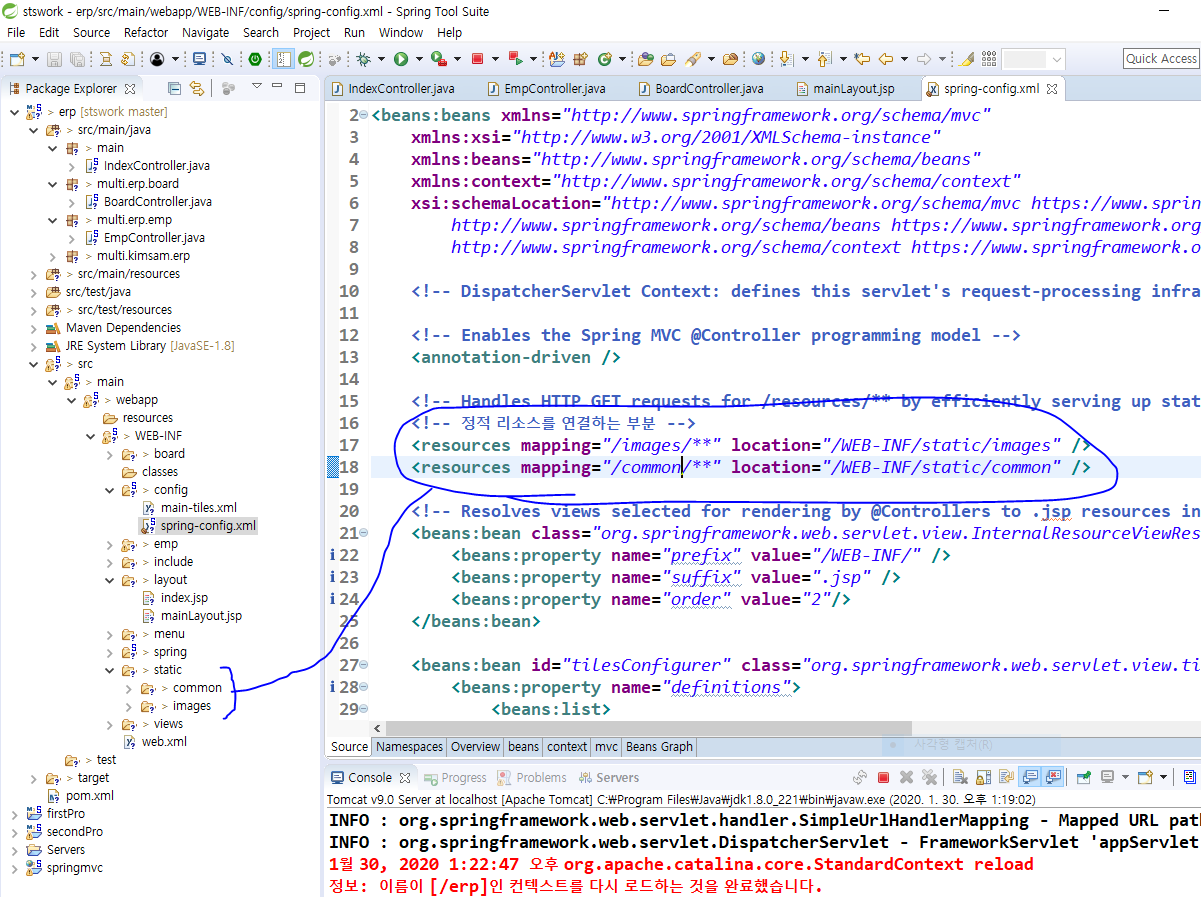 stswork - erp/src/main/webapp/WEB-INF/config/spring-config.xml - Spring Tool Suite
File Edit Source Refactor Navigate Search Project Run Window Help
Quick Access
Package Explorer
erp [stswork master]
src/main/java
main
IndexController.java
multi.erp.board
BoardController.java
multi.erp.emp
EmpController.java
multi.kimsam.erp
src/main/resources
src/test/java
src/test/resources
Maven Dependencies
JRE System Library [JavaSE-1.8]
src
main
webapp
resources
WEB-INF
board
classes
config
main-tiles.xml
spring-config.xml
emp
include
layout
index.jsp
mainLayout.jsp
menu
spring
static
common
images
views
web.xml
test
target
pom.xml
firstPro
secondPro
Servers
springmvc
IndexController.java EmpController.java BoardController.java mainLayout.jsp spring-config.xml
2 <beans:beans xmlns="http://www.springframework.org/schema/mvc"
3 xmlns:xsi="http://www.w3.org/2001/XMLSchema-instance"
4 xmlns:beans="http://www.springframework.org/schema/beans"
5 xmlns:context="http://www.springframework.org/schema/context"
6 xsi:schemaLocation="http://www.springframework.org/schema/mvc https://www.sprin
7 http://www.springframework.org/schema/beans https://www.springframework.org
8 http://www.springframework.org/schema/context https://www.springframework.o
9
10 <!-- DispatcherServlet Context: defines this servlet's request-processing infra
11
12 <!-- Enables the Spring MVC @Controller programming model -->
13 <annotation-driven />
14
15 <!-- Handles HTTP GET requests for /resources/** by efficiently serving up stat
16 <!-- 정적 리소스를 연결하는 부분 -->
17 <resources mapping="/images/**" location="/WEB-INF/static/images" />
18 <resources mapping="/common/**" location="/WEB-INF/static/common" />
19
20 <!-- Resolves views selected for rendering by @Controllers to .jsp resources in
21 <beans:bean class="org.springframework.web.servlet.view.InternalResourceViewRes
22 <beans:property name="prefix" value="/WEB-INF/" />
23 <beans:property name="suffix" value=".jsp" />
24 <beans:property name="order" value="2"/>
25 </beans:bean>
26
27 <beans:bean id="tilesConfigurer" class="org.springframework.web.servlet.view.ti
28 <beans:property name="definitions">
29 <beans:list>
사각형 캡처(R)
Source Namespaces Overview beans context mvc Beans Graph
Console Progress Problems Servers
Tomcat v9.0 Server at localhost [Apache Tomcat] C:₩Program Files₩Java₩jdk1.8.0_221₩bin₩javaw.exe (2020. 1. 30. 오후 1:19:02)
INFO : org.springframework.web.servlet.handler.SimpleUrlHandlerMapping - Mapped URL path
INFO : org.springframework.web.servlet.DispatcherServlet - FrameworkServlet 'appServlet
1월 30, 2020 1:22:47 오후 org.apache.catalina.core.StandardContext reload
정보: 이름이 [/erp]인 컨텍스트를 다시 로드하는 것을 완료했습니다.